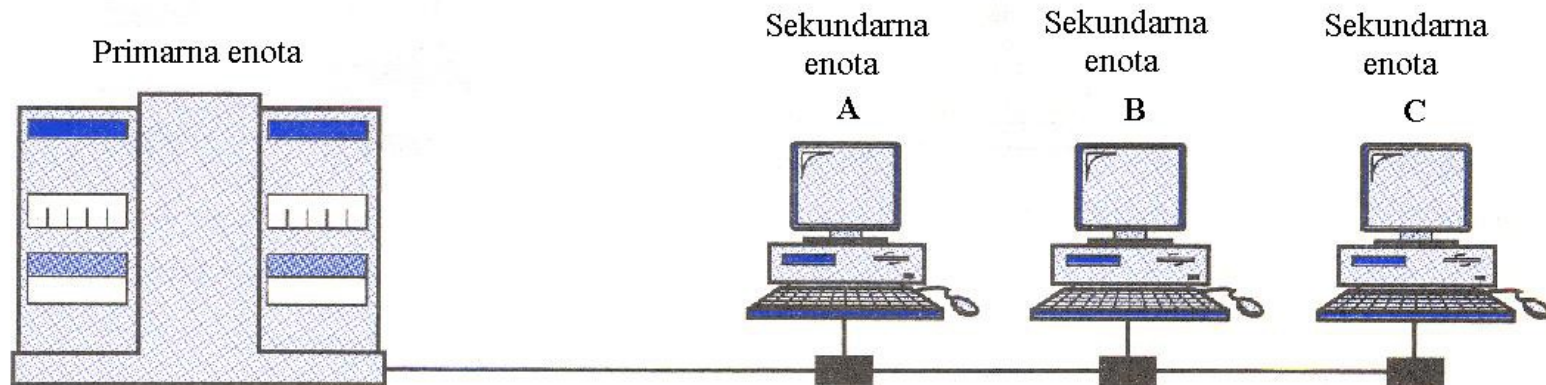 Primarna enota
Sekundarna
enota
A
Sekundarna
enota
B
Sekundarna
enota
C